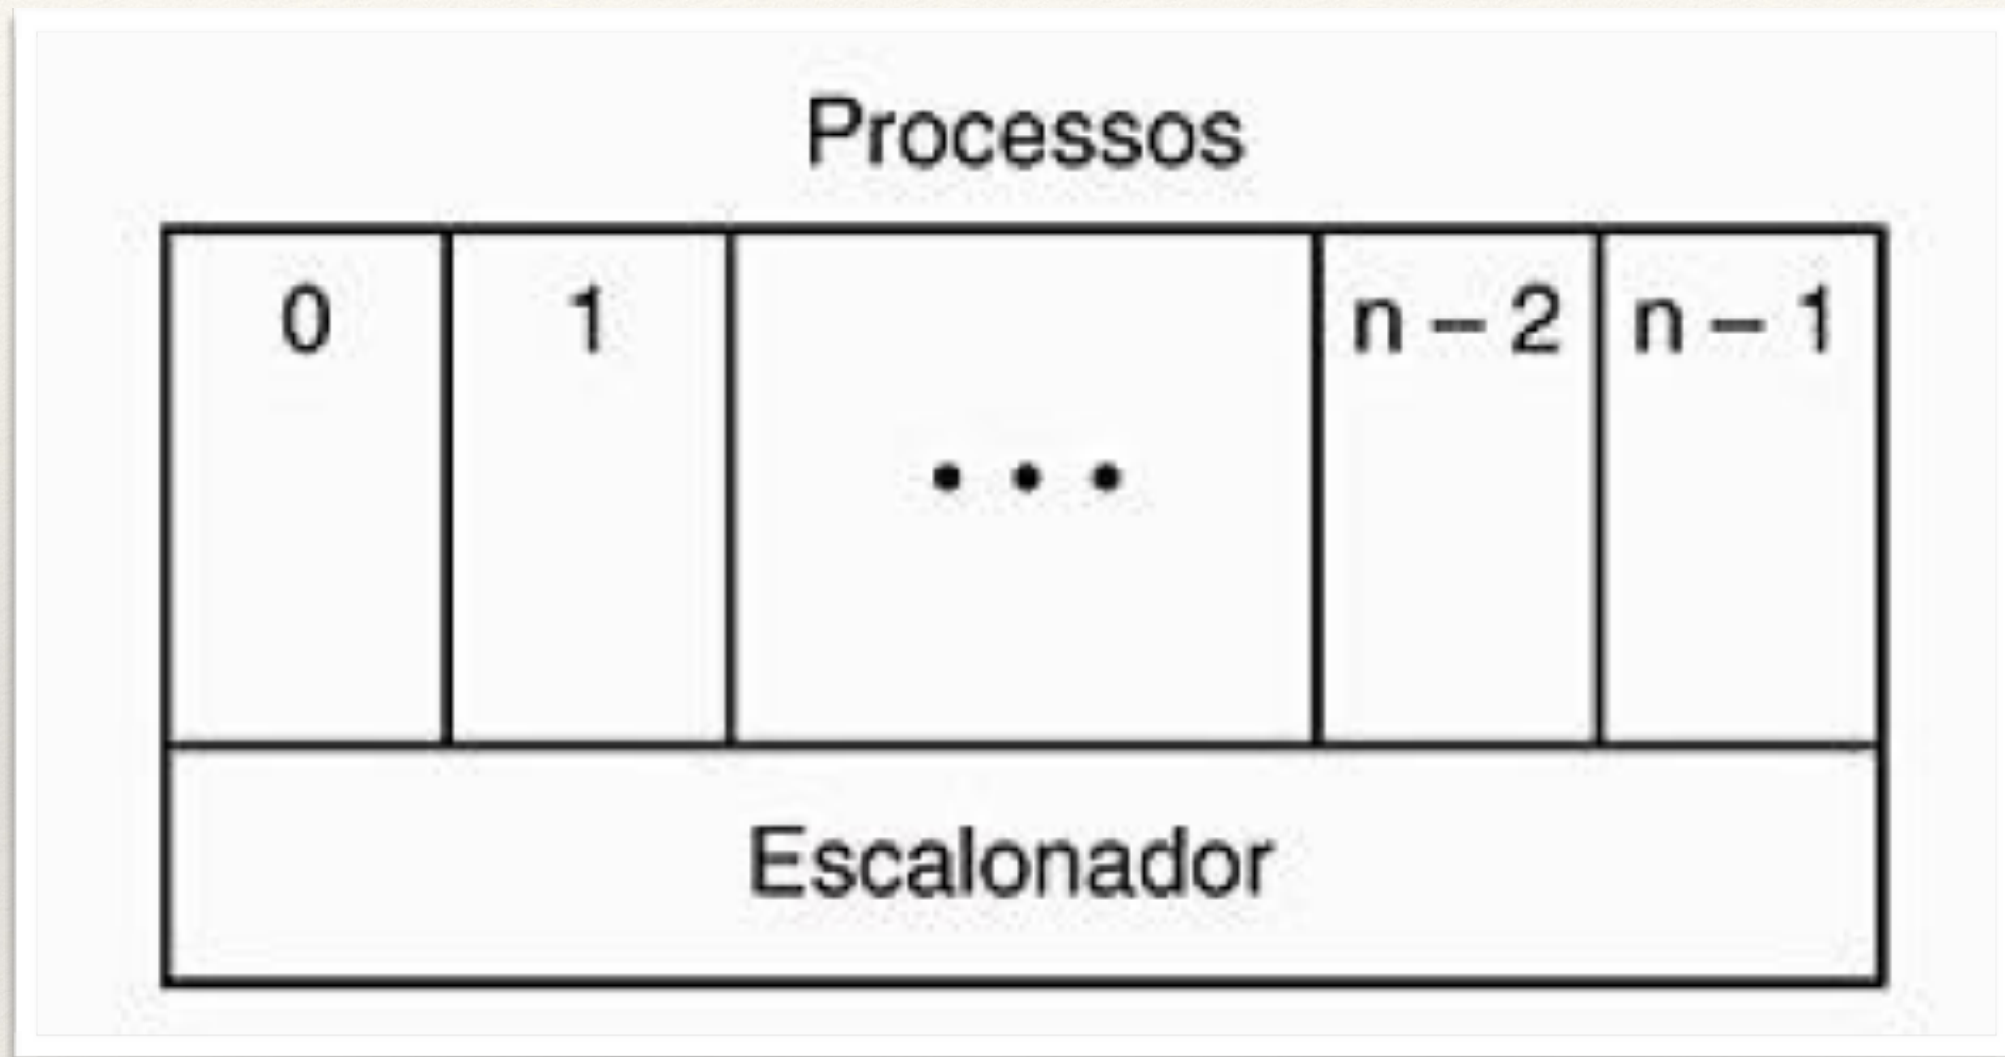 Processos
0 1 n – 2 n – 1
• • •
Escalonador